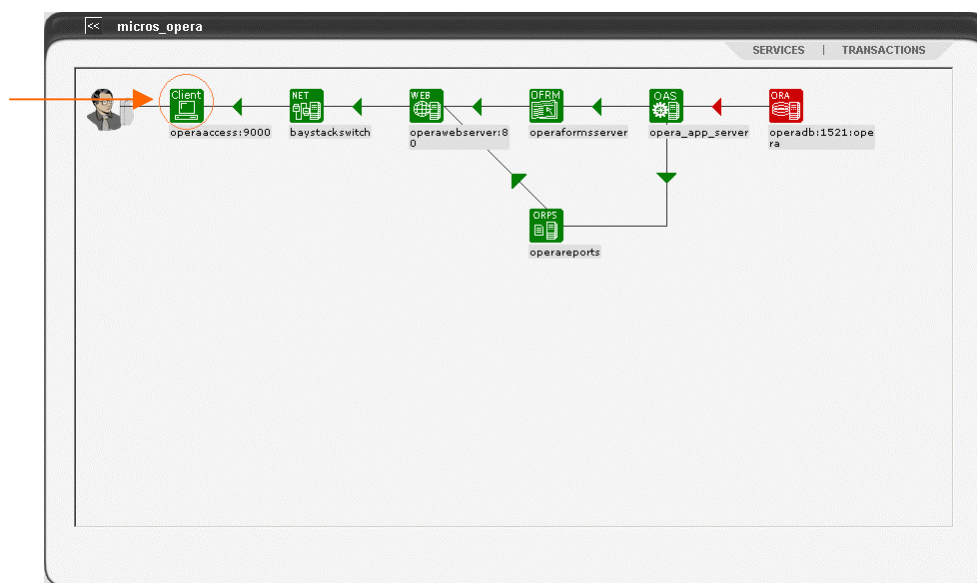 << micros_opera
SERVICES | TRANSACTIONS
Client NET WEB OFRM OAS ORA
operaaccess:9000 baystackswitch operawebserver:8 operaformsserver opera_app_server operadb:1521:ope
0 ra
ORPS
operareports